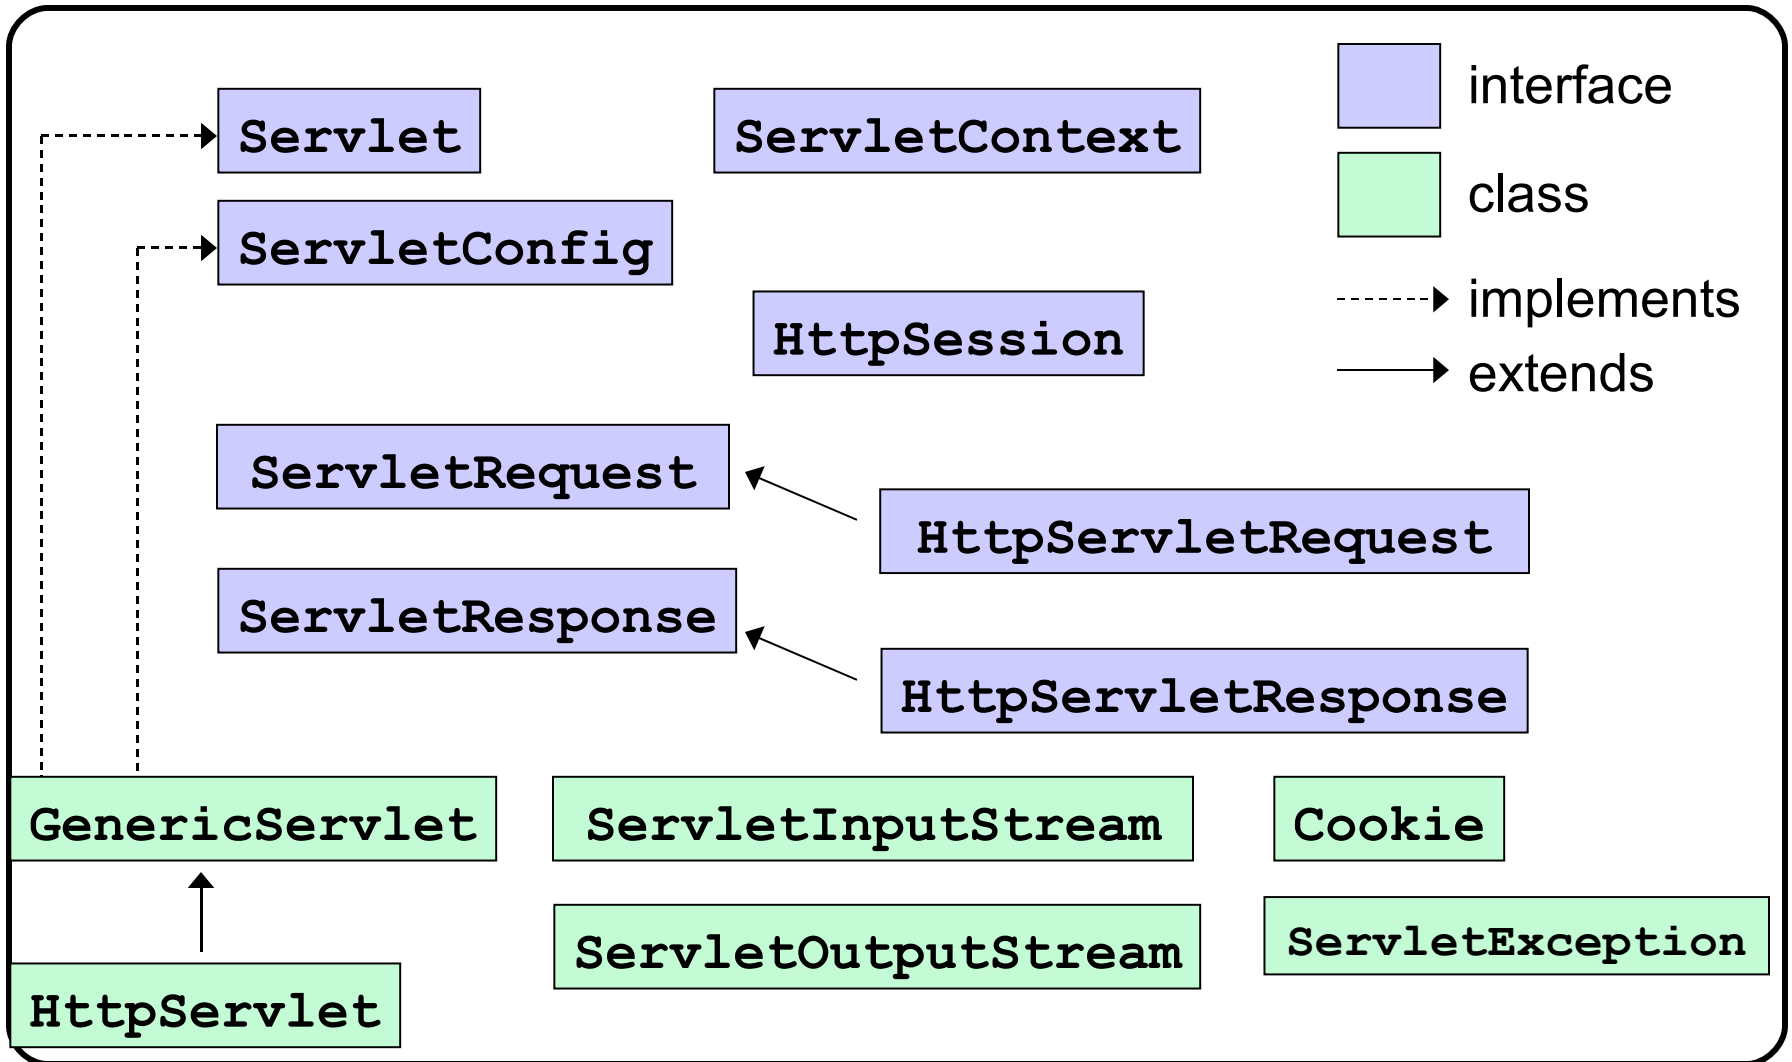 Servlet
ServletContext
interface
class
ServletConfig
implements
HttpSession
extends
ServletRequest
HttpServletRequest
ServletResponse
HttpServletResponse
GenericServlet
ServletInputStream
Cookie
ServletOutputStream
ServletException
HttpServlet